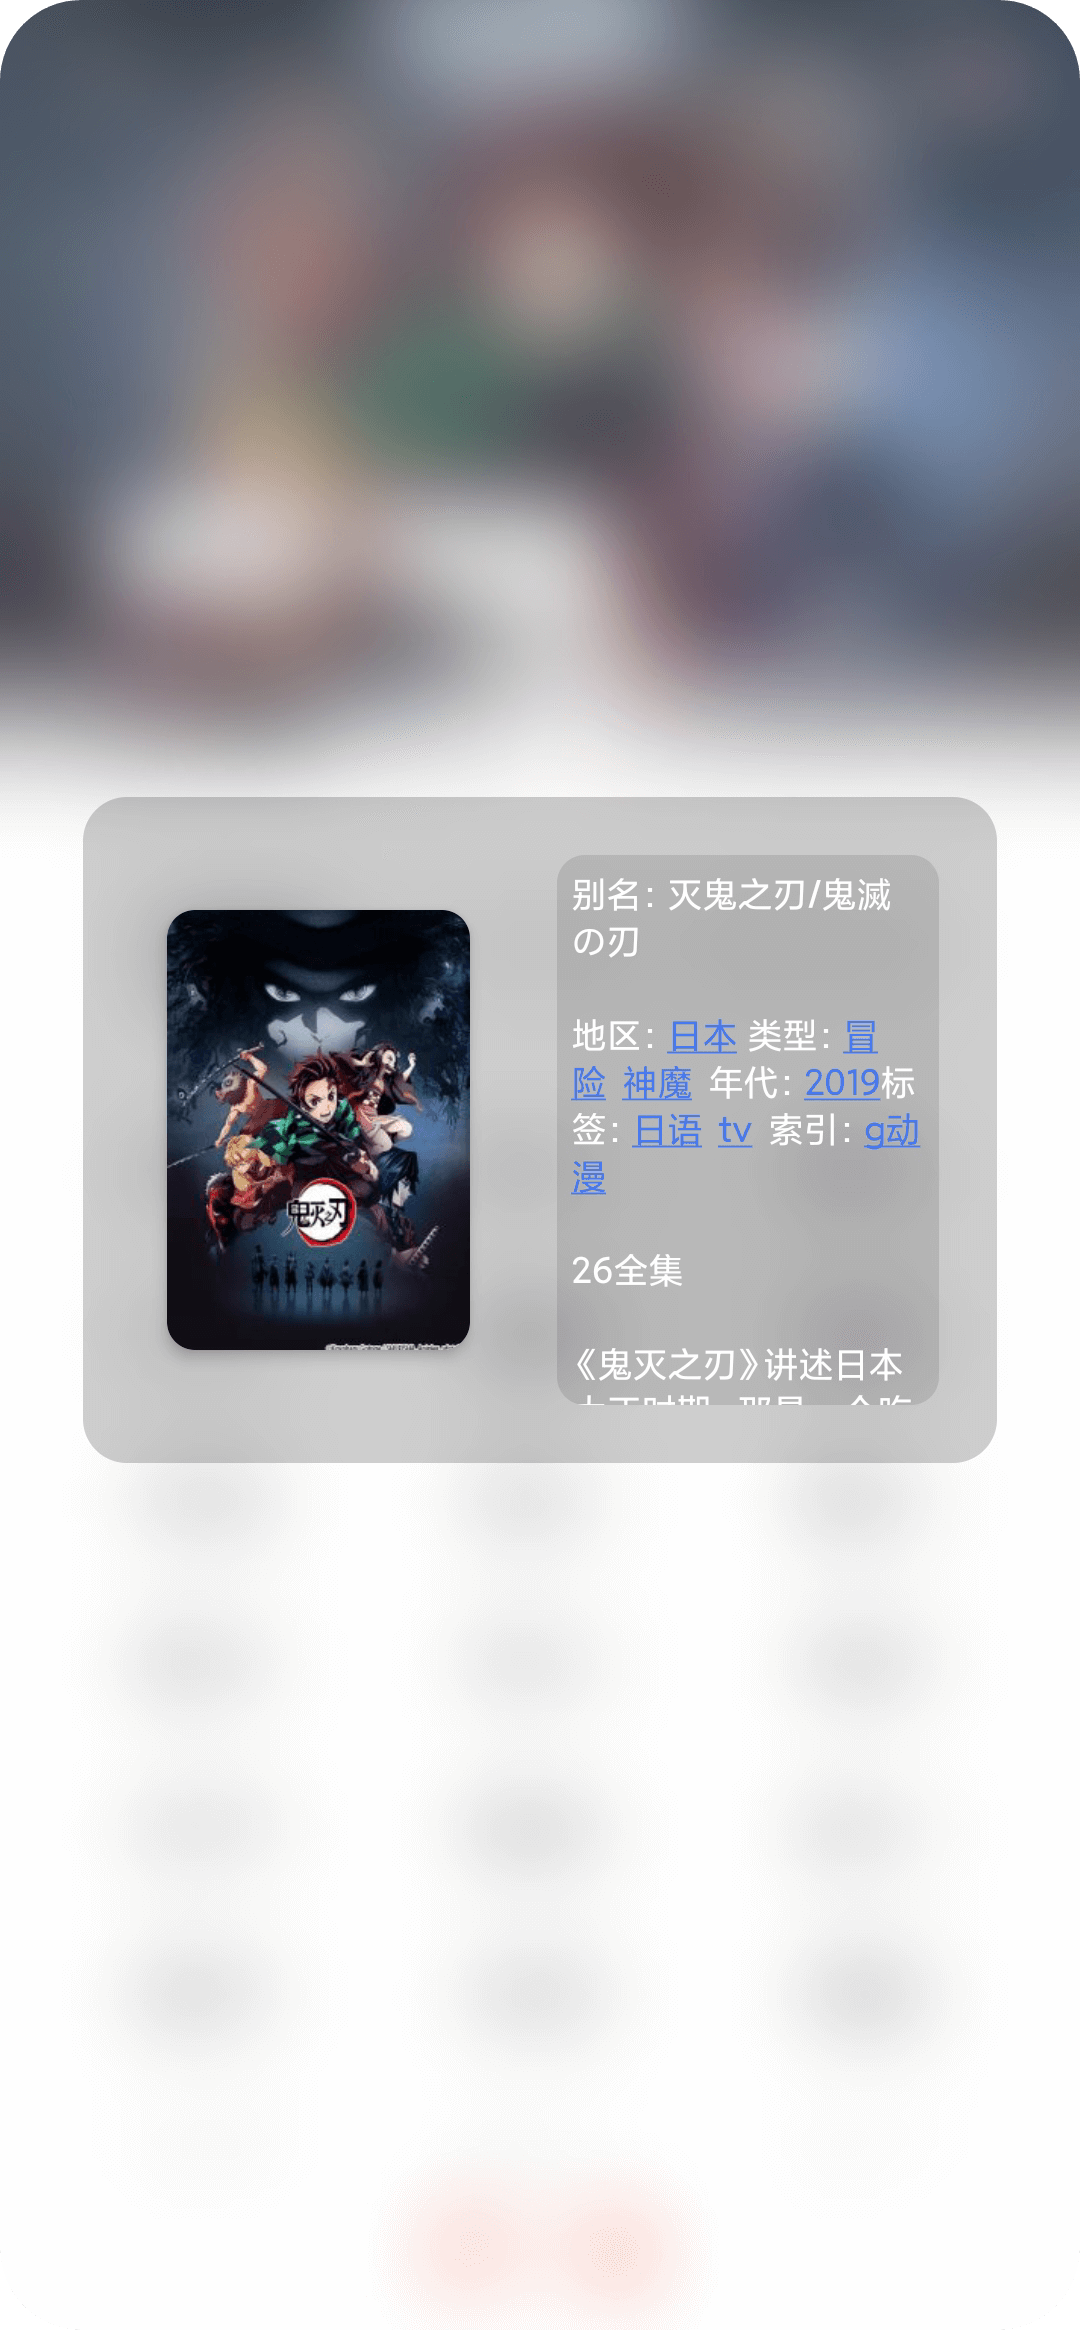 鬼灭之刃
别名：灭鬼之刃/鬼滅
の刃
地区：日本 类型：冒
险 神魔 年代：2019标
签：日语 tv 索引：g动
漫
26全集
《鬼灭之刃》讲述日本